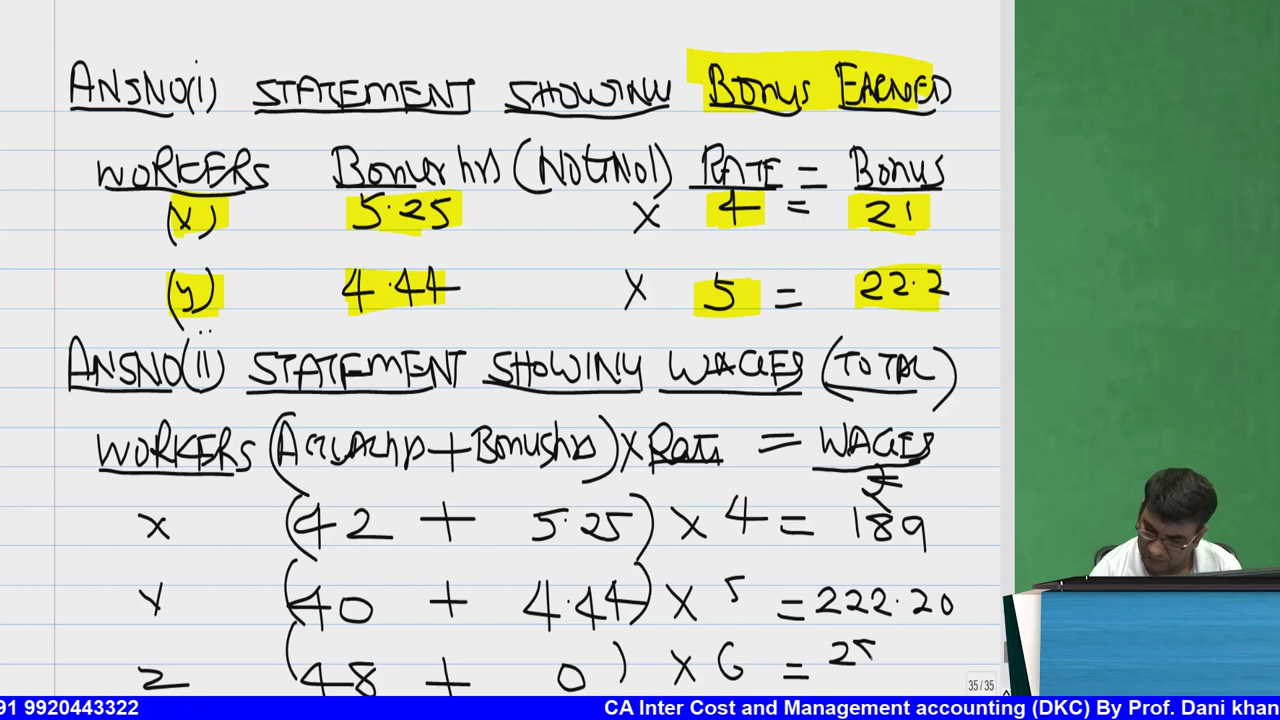 ANSNO(i) STATEMENT SHOWING BONUS EARNED
WORKERS Bonus hrs (NOTNO1) RATE = Bonus
(X) 5.25 X 4 = 21
(y) 4.44 X 5 = 22.2
ANSNO(ii) STATEMENT SHOWING WAGES (TOTAL)
WORKERS (Actual hrs + Bonus hrs) X Rate = WAGES
₹
X (42 + 5.25) X 4 = 189
Y (40 + 4.44) X 5 = 222.20
Z (48 + 0) X 6 =
35/35
91 9920443322 CA Inter Cost and Management accounting (DKC) By Prof. Dani khan